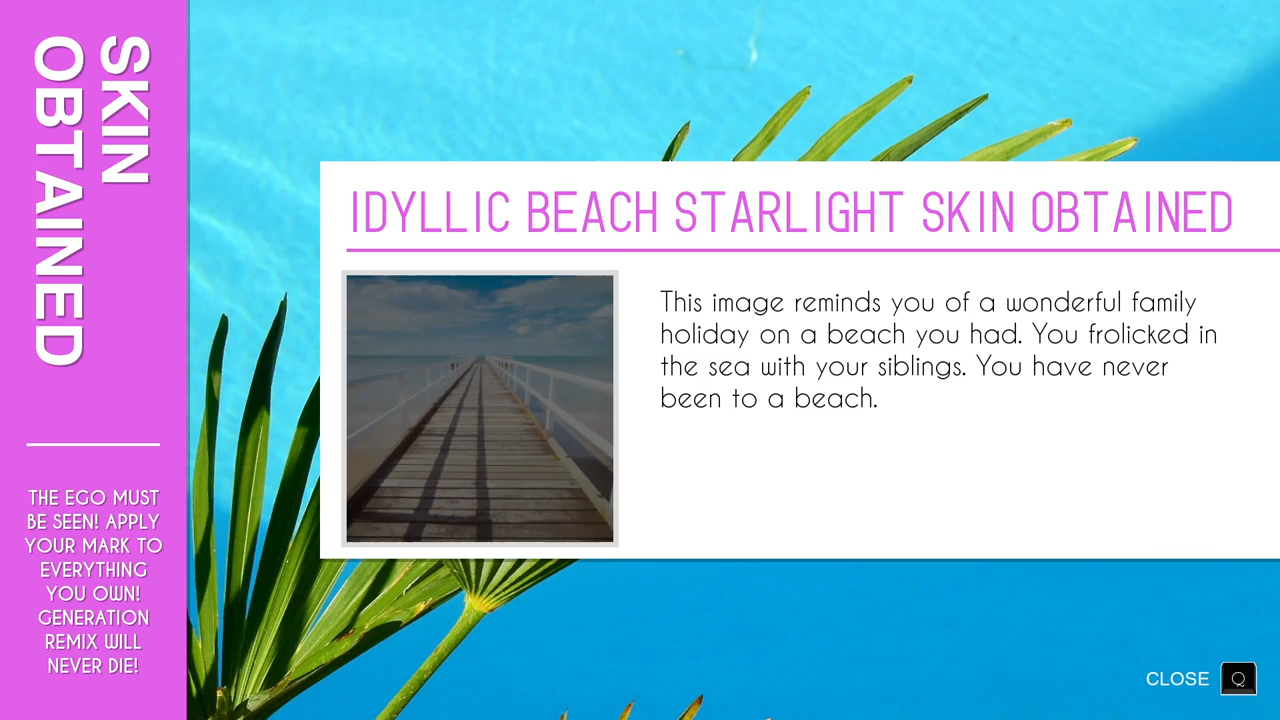 SKIN
OBTAINED
THE EGO MUST
BE SEEN! APPLY
YOUR MARK TO
EVERYTHING
YOU OWN!
GENERATION
REMIX WILL
NEVER DIE!
IDYLLIC BEACH STARLIGHT SKIN OBTAINED
This image reminds you of a wonderful family
holiday on a beach you had. You frolicked in
the sea with your siblings. You have never
been to a beach.
CLOSE Q